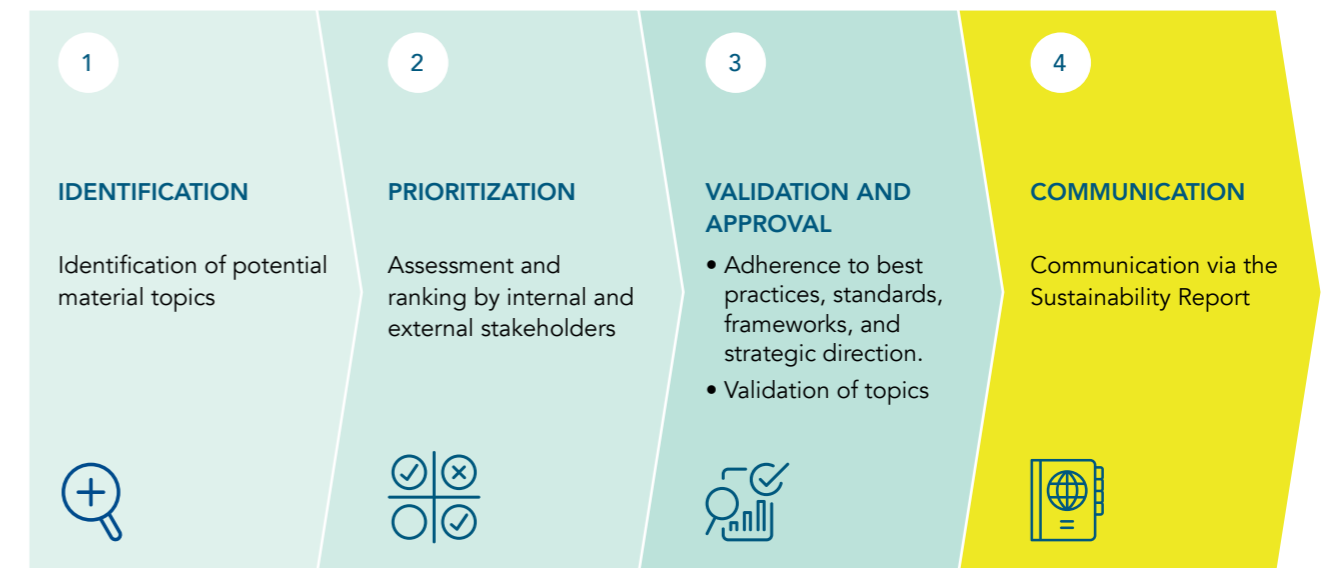 1
IDENTIFICATION
Identification of potential
material topics
2
PRIORITIZATION
Assessment and
ranking by internal and
external stakeholders
3
VALIDATION AND
APPROVAL
• Adherence to best
practices, standards,
frameworks, and
strategic direction.
• Validation of topics
4
COMMUNICATION
Communication via the
Sustainability Report